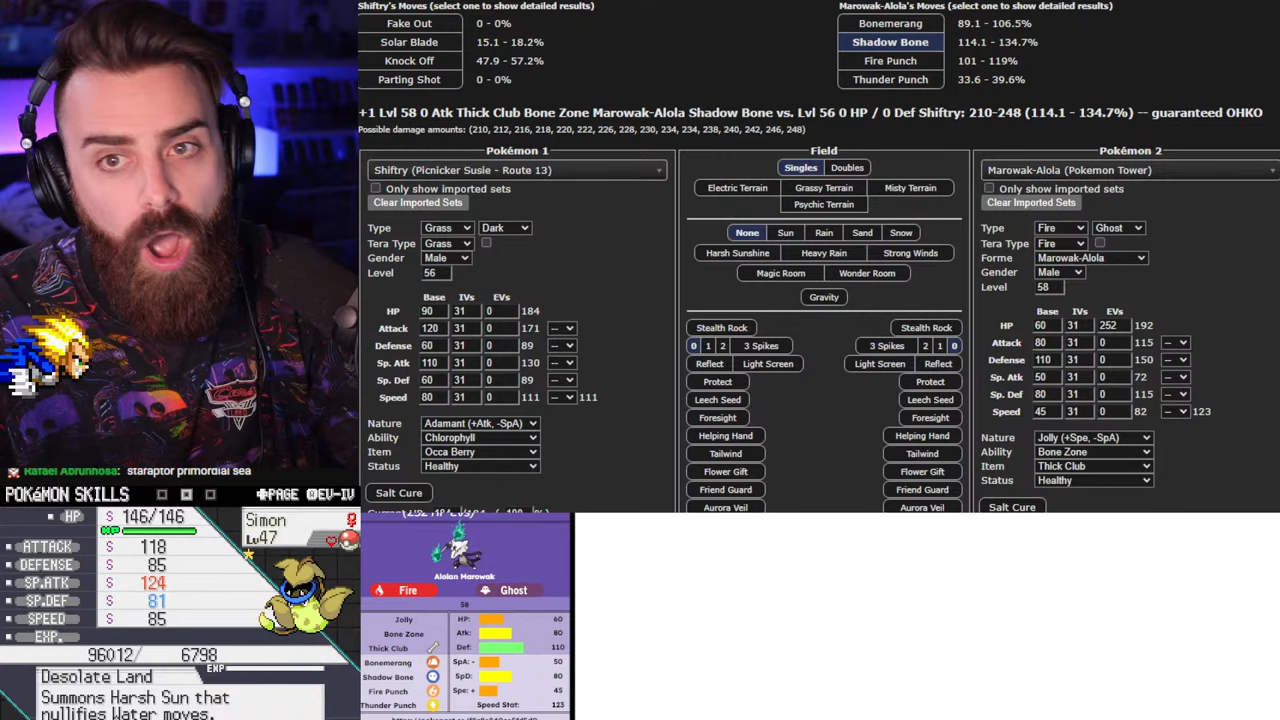 Shiftry's Moves (select one to show detailed results)
Fake Out 0 - 0%
Solar Blade 15.1 - 18.2%
Knock Off 47.9 - 57.2%
Parting Shot 0 - 0%
Marowak-Alola's Moves (select one to show detailed results)
Bonemerang 89.1 - 106.5%
Shadow Bone 114.1 - 134.7%
Fire Punch 101 - 119%
Thunder Punch 33.6 - 39.6%
+1 Lvl 58 0 Atk Thick Club Bone Zone Marowak-Alola Shadow Bone vs. Lvl 56 0 HP / 0 Def Shiftry: 210-248 (114.1 - 134.7%) -- guaranteed OHKO
Possible damage amounts: (210, 212, 216, 218, 220, 222, 226, 228, 230, 234, 234, 238, 240, 242, 246, 248)
Pokémon 1
Shiftry (Picnicker Susie - Route 13)
Only show imported sets
Clear Imported Sets
Type Grass Dark
Tera Type Grass
Gender Male
Level 56
Base IVs EVs
HP 90 31 0 184
Attack 120 31 0 171 --
Defense 60 31 0 89 --
Sp. Atk 110 31 0 130 --
Sp. Def 60 31 0 89 --
Speed 80 31 0 111 -- 111
Nature Adamant (+Atk, -SpA)
Ability Chlorophyll
Item Occa Berry
Status Healthy
Salt Cure
Field
Singles Doubles
Electric Terrain Grassy Terrain Misty Terrain
Psychic Terrain
None Sun Rain Sand Snow
Harsh Sunshine Heavy Rain Strong Winds
Magic Room Wonder Room
Gravity
Stealth Rock Stealth Rock
0 1 2 3 Spikes 3 Spikes 2 1 0
Reflect Light Screen Light Screen Reflect
Protect Protect
Leech Seed Leech Seed
Foresight Foresight
Helping Hand Helping Hand
Tailwind Tailwind
Flower Gift Flower Gift
Friend Guard Friend Guard
Aurora Veil Aurora Veil
Pokémon 2
Marowak-Alola (Pokemon Tower)
Only show imported sets
Clear Imported Sets
Type Fire Ghost
Tera Type Fire
Forme Marowak-Alola
Gender Male
Level 58
Base IVs EVs
HP 60 31 252 192
Attack 80 31 0 115 --
Defense 110 31 0 150 --
Sp. Atk 50 31 0 72 --
Sp. Def 80 31 0 115 --
Speed 45 31 0 82 -- 123
Nature Jolly (+Spe, -SpA)
Ability Bone Zone
Item Thick Club
Status Healthy
Salt Cure
Rafael Abrunhosa: staraptor primordial sea
POKéMON SKILLS PAGE EV-IV
HP S 146/146
HP
ATTACK S 118
DEFENSE S 85
SP.ATK S 124
SP.DEF S 81
SPEED S 85
EXP.
96012/ 6798
EXP
Desolate Land
Summons Harsh Sun that
nullifies Water moves.
Simon
Lv47
Alolan Marowak
Fire Ghost
58
Jolly HP: 60
Bone Zone Atk: 80
Thick Club Def: 110
Bonemerang SpA: - 50
Shadow Bone SpD: 80
Fire Punch Spe: + 45
Thunder Punch Speed Stat: 123